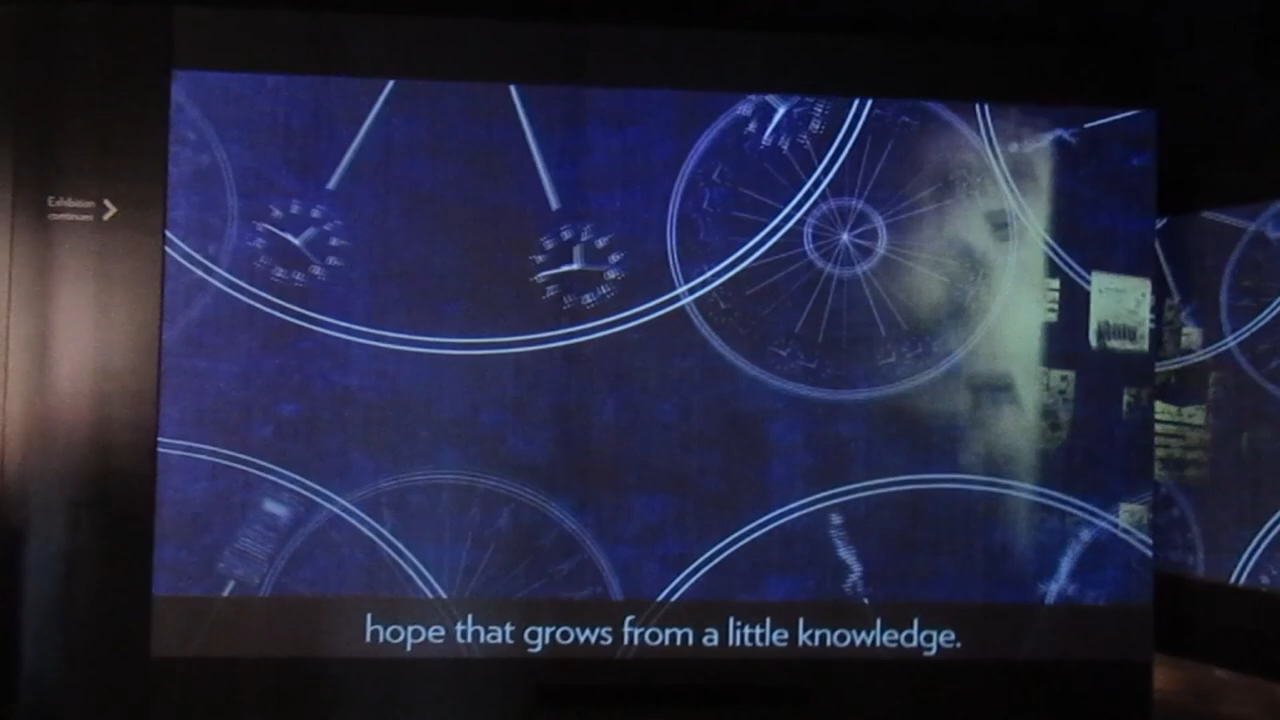 Exhibition
continues
hope that grows from a little knowledge.